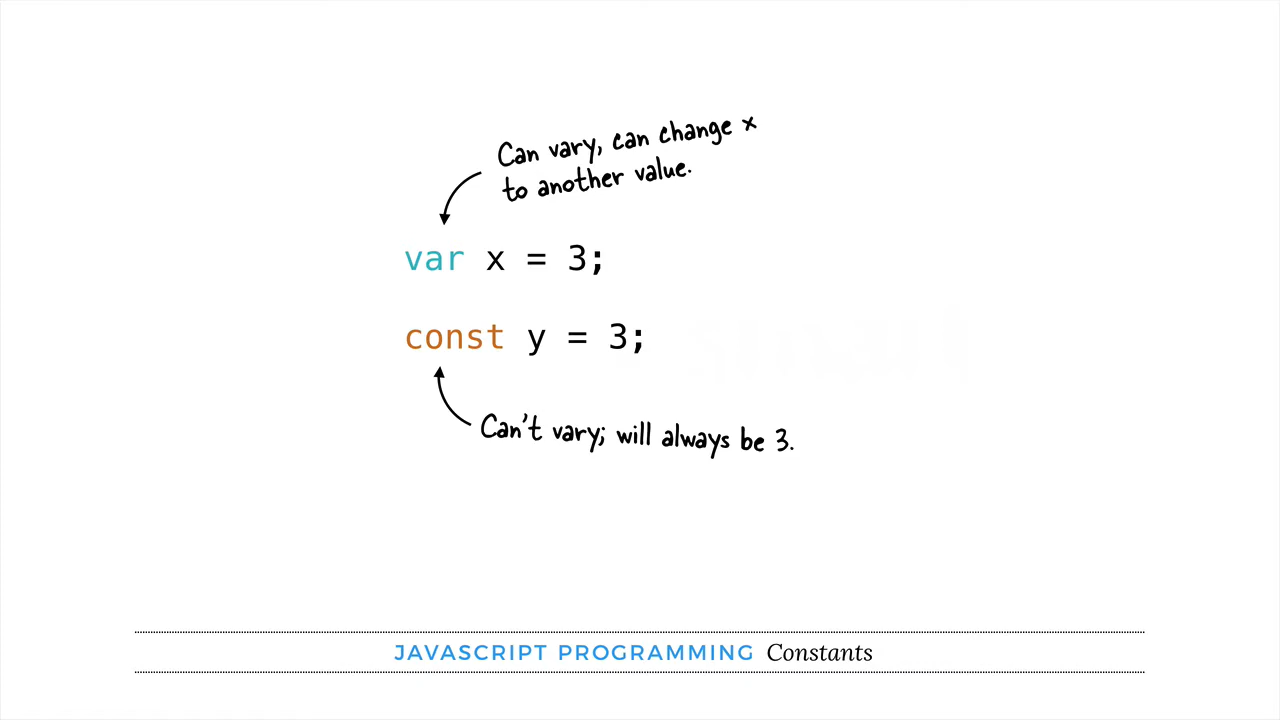 Can vary, can change x
to another value.
var x = 3;
const y = 3;
Can't vary; will always be 3.
JAVASCRIPT PROGRAMMING Constants